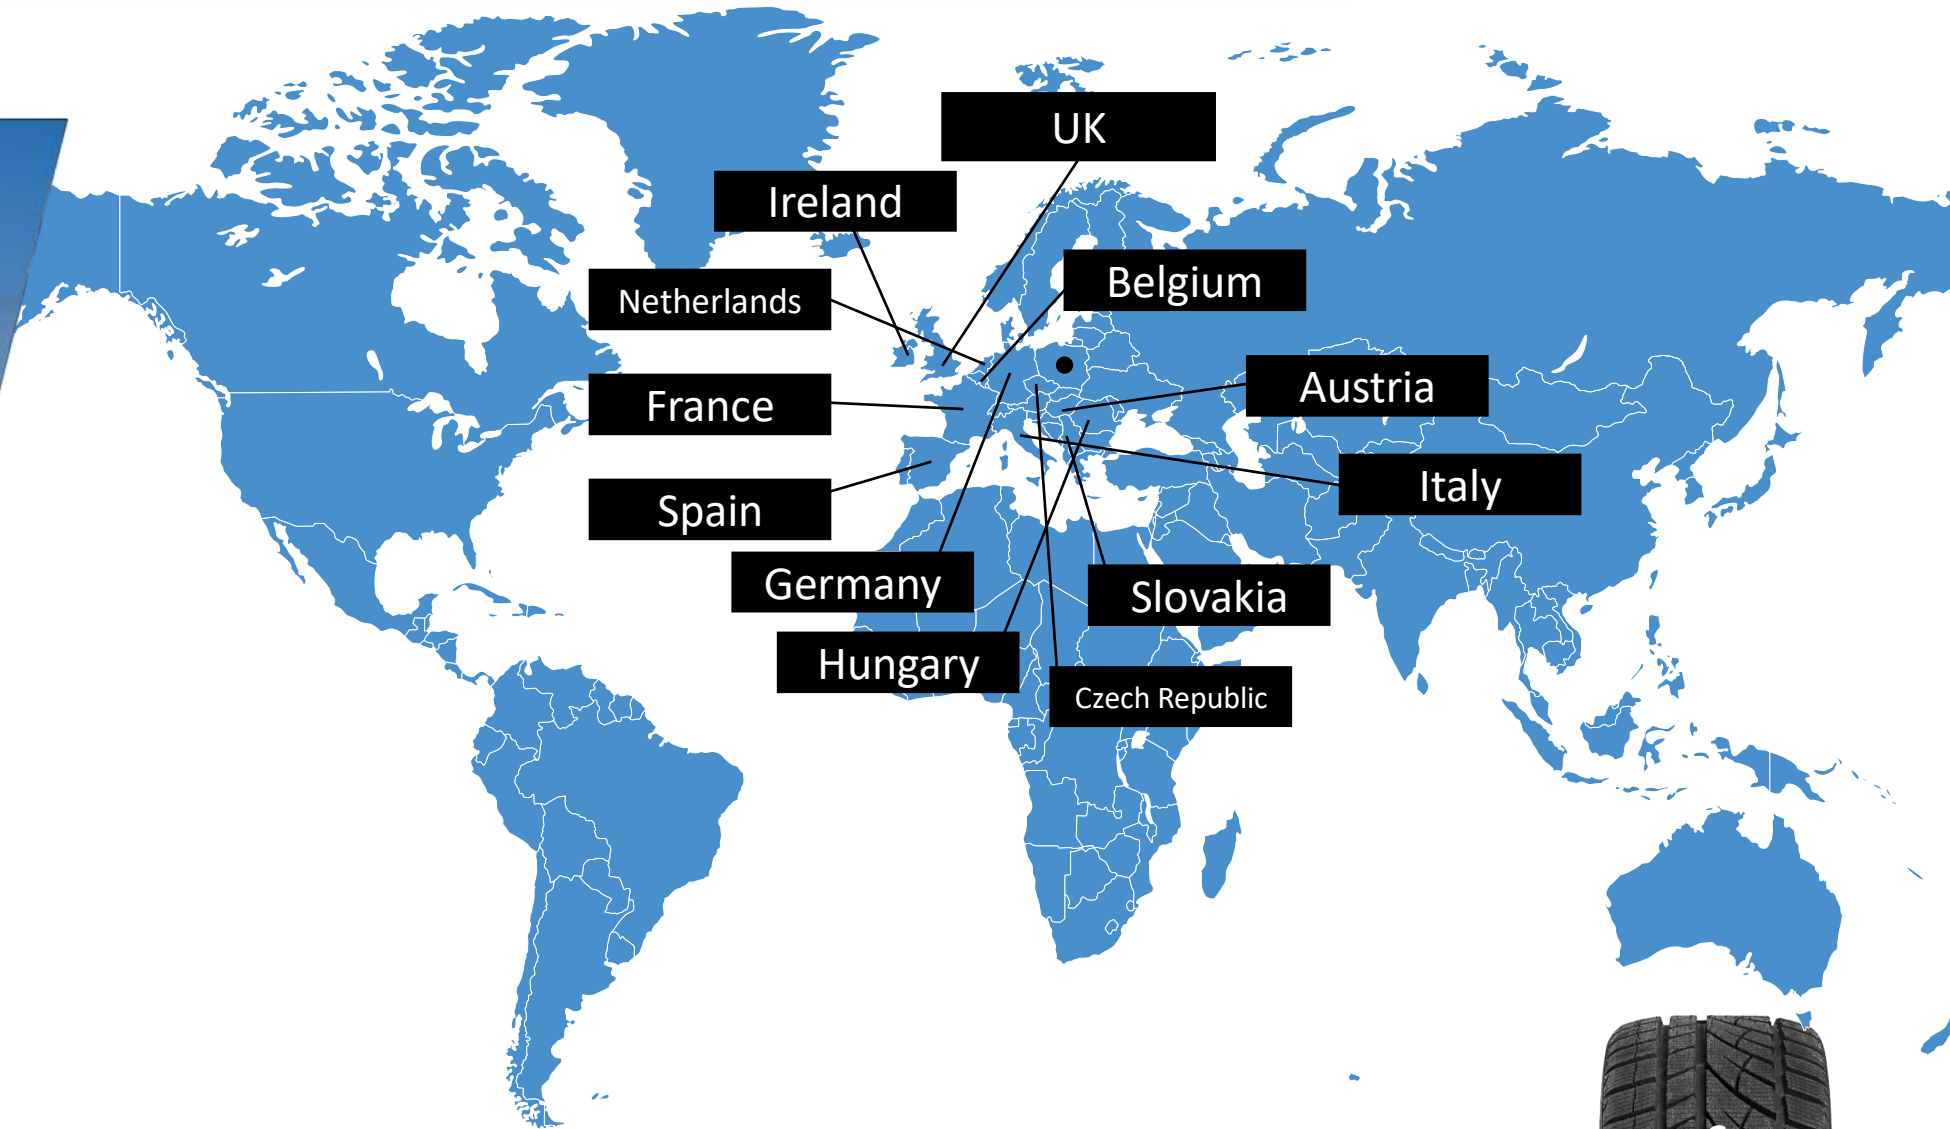 UK
Ireland
Belgium
Netherlands
Austria
France
Italy
Spain
Germany
Slovakia
Hungary
Czech Republic